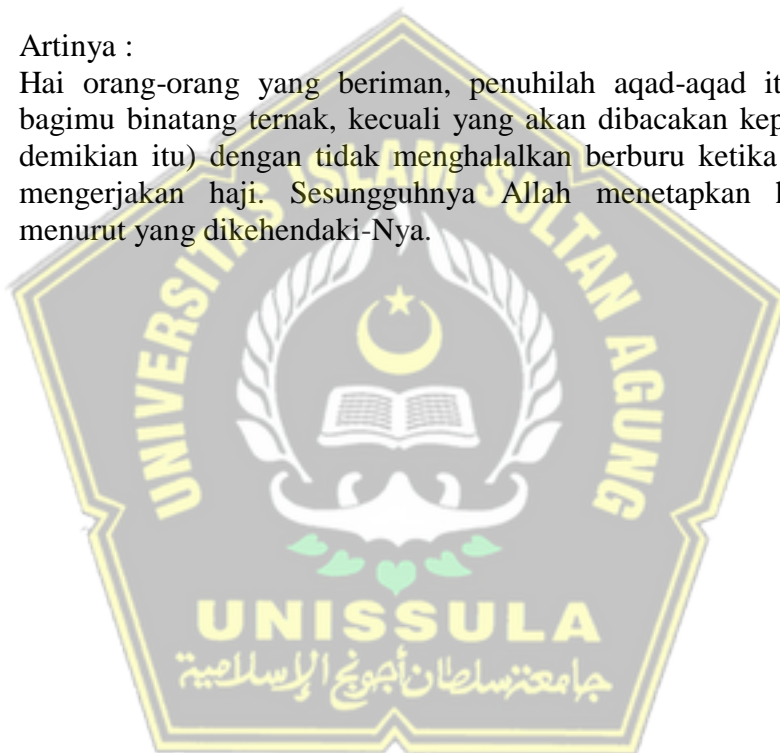 Artinya :
Hai orang-orang yang beriman, penuhilah aqad-aqad it
bagimu binatang ternak, kecuali yang akan dibacakan kep
demikian itu) dengan tidak menghalalkan berburu ketika
mengerjakan haji. Sesungguhnya Allah menetapkan h
menurut yang dikehendaki-Nya.
UNIVERSITAS ISLAM SULTAN AGUNG
UNISSULA
جامعة سلطان أجونج الإسلامية